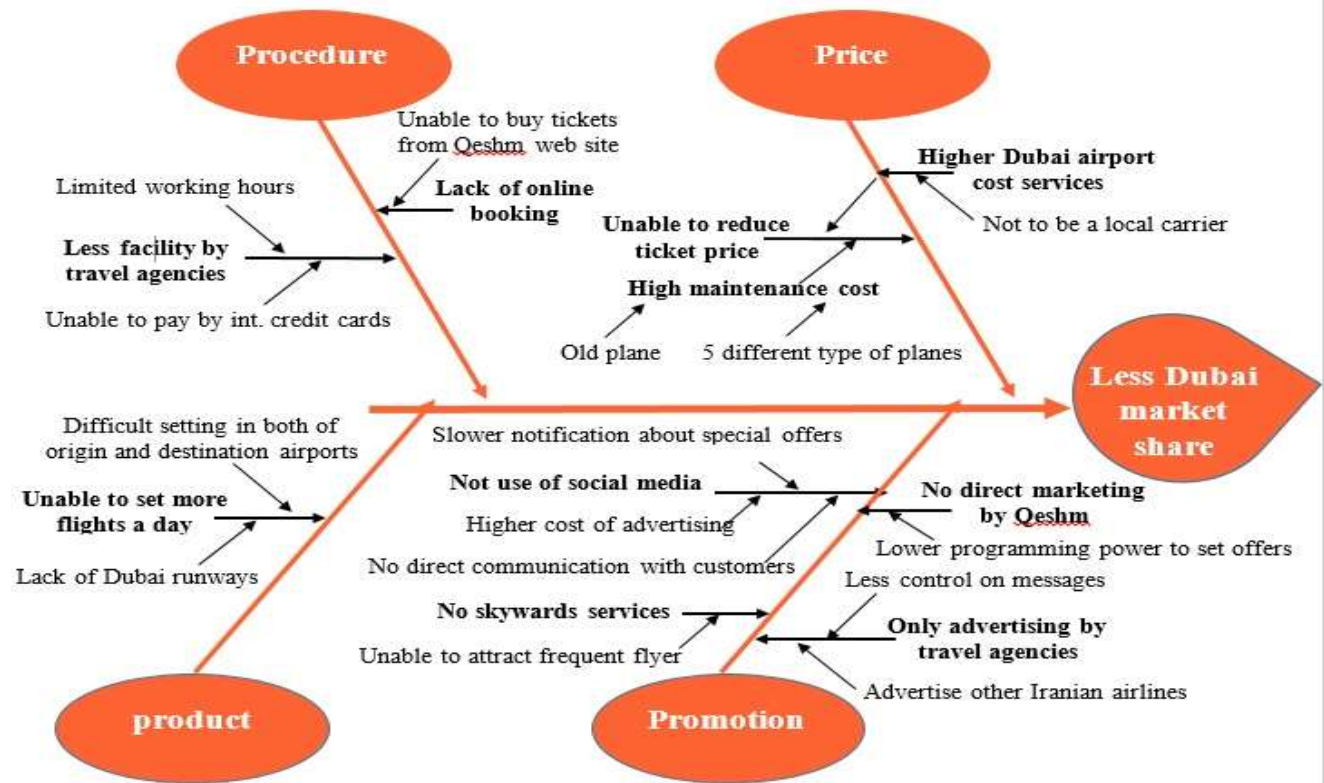 Procedure
Price
Unable to buy tickets
from Qeshm web site
Lack of online
booking
Limited working hours
Less facility by
travel agencies
Unable to pay by int. credit cards
Higher Dubai airport
cost services
Not to be a local carrier
Unable to reduce
ticket price
High maintenance cost
Old plane
5 different type of planes
Less Dubai
market
share
Difficult setting in both of
origin and destination airports
Unable to set more
flights a day
Lack of Dubai runways
Slower notification about special offers
Not use of social media
Higher cost of advertising
No direct communication with customers
No direct marketing
by Qeshm
Lower programming power to set offers
Less control on messages
No skywards services
Unable to attract frequent flyer
Only advertising by
travel agencies
Advertise other Iranian airlines
product
Promotion